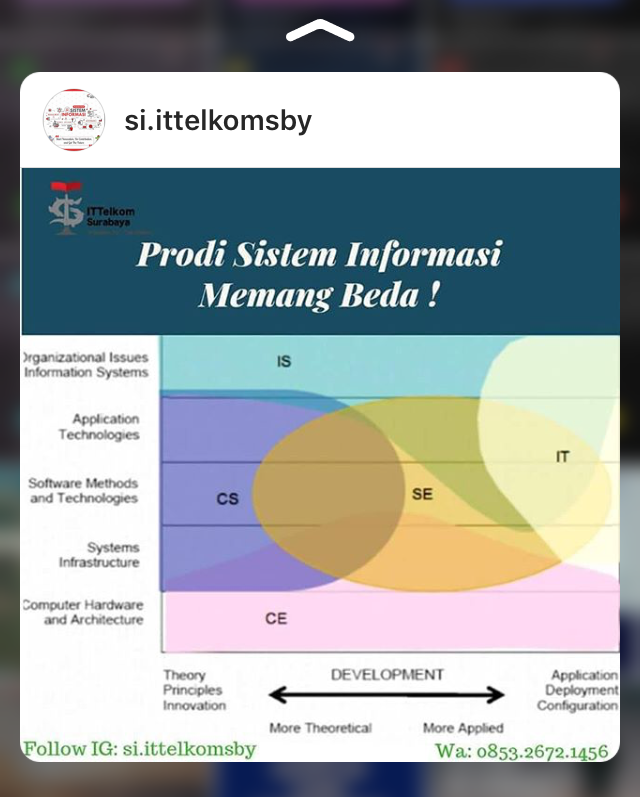 si.ittelkomsby
SISTEM
INFORMASI
ITTelkom
Surabaya
Prodi Sistem Informasi
Memang Beda !
Organizational Issues
Information Systems
IS
Application
Technologies
IT
Software Methods
and Technologies
CS
SE
Systems
Infrastructure
Computer Hardware
and Architecture
CE
Theory
Principles
Innovation
DEVELOPMENT
Application
Deployment
Configuration
More Theoretical
More Applied
Follow IG: si.ittelkomsby
Wa: 0853.2672.1456